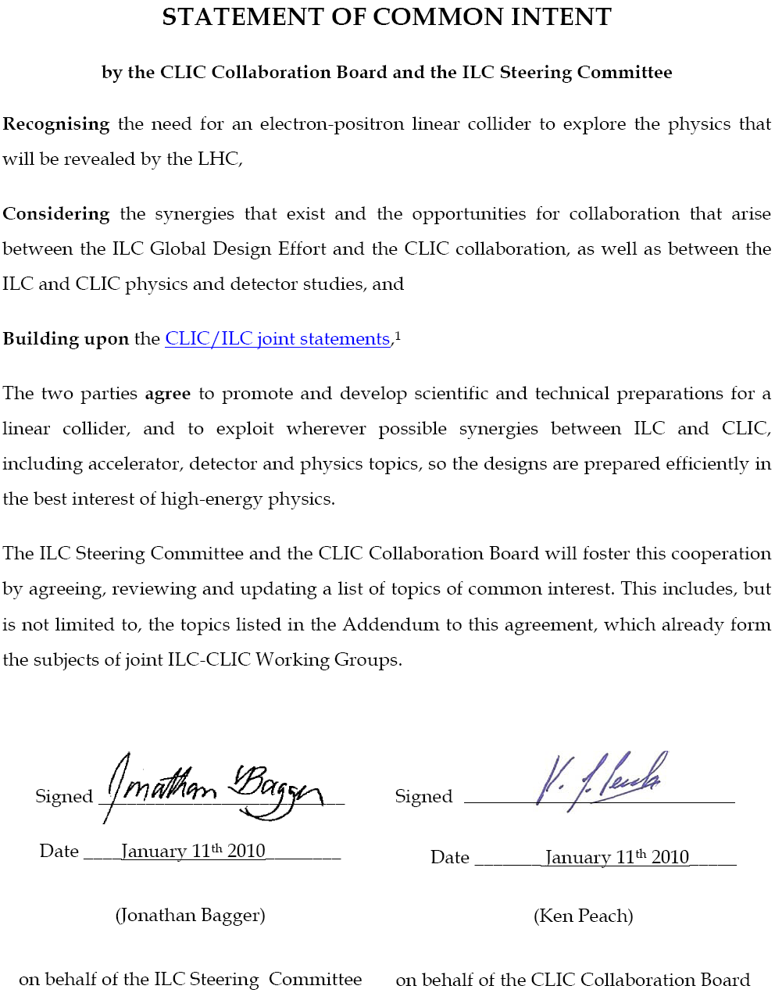 STATEMENT OF COMMON INTENT
by the CLIC Collaboration Board and the ILC Steering Committee
Recognising the need for an electron-positron linear collider to explore the physics that
will be revealed by the LHC,
Considering the synergies that exist and the opportunities for collaboration that arise
between the ILC Global Design Effort and the CLIC collaboration, as well as between the
ILC and CLIC physics and detector studies, and
Building upon the CLIC/ILC joint statements,¹
The two parties agree to promote and develop scientific and technical preparations for a
linear collider, and to exploit wherever possible synergies between ILC and CLIC,
including accelerator, detector and physics topics, so the designs are prepared efficiently in
the best interest of high-energy physics.
The ILC Steering Committee and the CLIC Collaboration Board will foster this cooperation
by agreeing, reviewing and updating a list of topics of common interest. This includes, but
is not limited to, the topics listed in the Addendum to this agreement, which already form
the subjects of joint ILC-CLIC Working Groups.
Signed Jonathan Bagger
Signed K. J. Peach
Date ____January 11th 2010________
Date _______January 11th 2010_____
(Jonathan Bagger)
(Ken Peach)
on behalf of the ILC Steering Committee
on behalf of the CLIC Collaboration Board